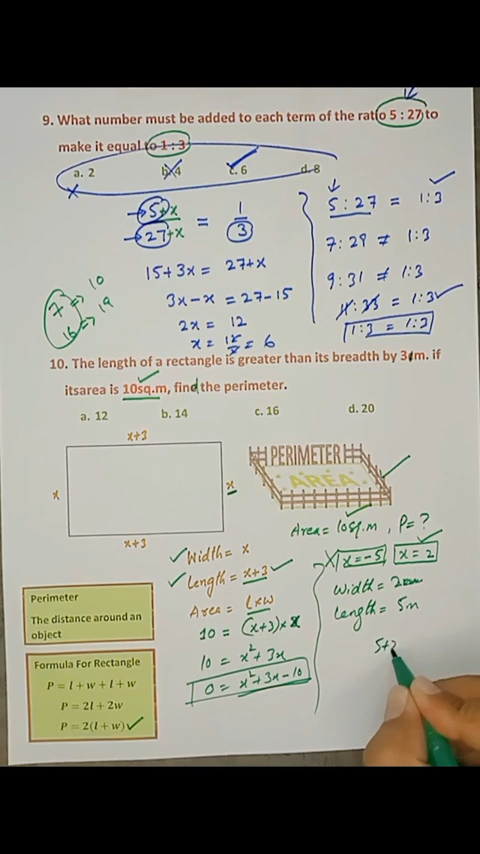 9. What number must be added to each term of the ratio 5 : 27 to
make it equal to 1 : 3
a. 2 b. 4 c. 6 d. 8
5+x / 27+x = 1/3
15+3x = 27+x
3x-x = 27-15
2x = 12
x = 12/2 = 6
7 → 10
16 → 19
5 : 27 = 1:3
7 : 29 ≠ 1:3
9 : 31 ≠ 1:3
11 : 33 = 1:3
1:3 = 1:3
10. The length of a rectangle is greater than its breadth by 3m. if
itsarea is 10sq.m, find the perimeter.
a. 12 b. 14 c. 16 d. 20
x+3
x
x
x+3
PERIMETER
AREA
Area = 10sq.m , P= ?
Width = x
Length = x+3
Area = LxW
10 = (x+3)x x
10 = x²+3x
0 = x²+3x-10
x=-5 x=2
Width = 2m
Length = 5m
5+2
Perimeter
The distance around an
object
Formula For Rectangle
P = l + w + l + w
P = 2l + 2w
P = 2(l + w)